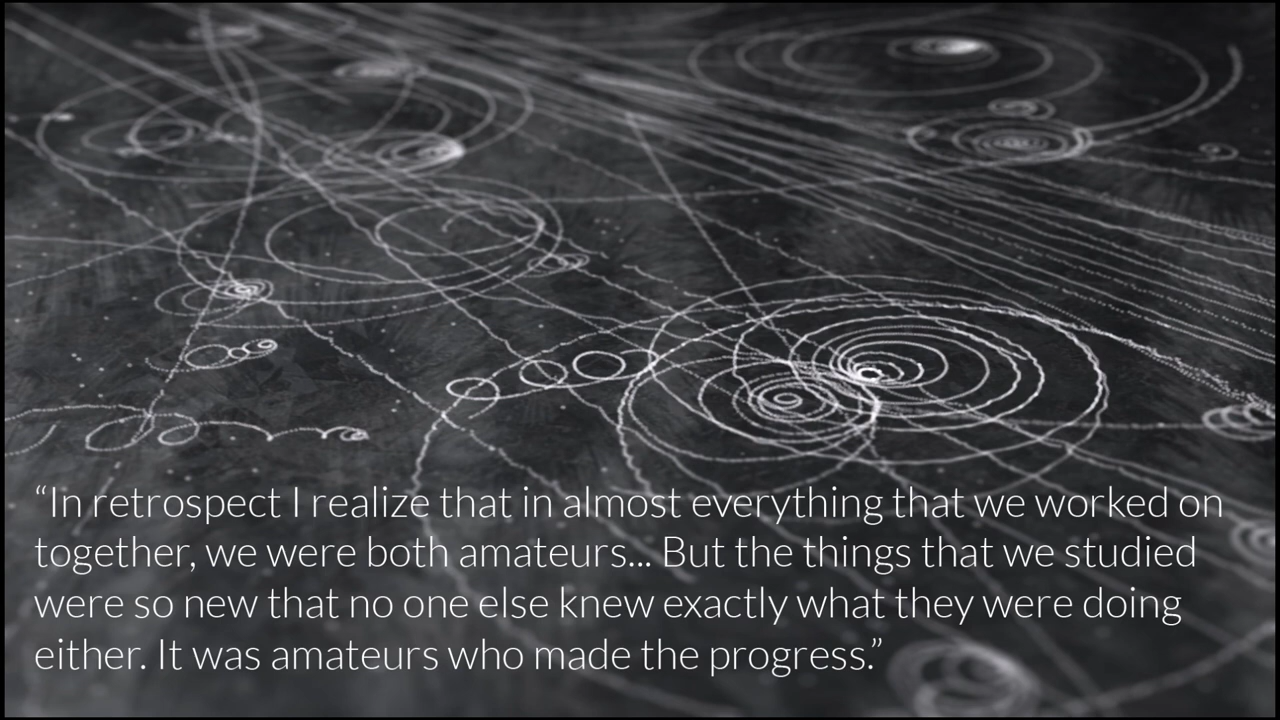 “In retrospect I realize that in almost everything that we worked on
together, we were both amateurs... But the things that we studied
were so new that no one else knew exactly what they were doing
either. It was amateurs who made the progress.”